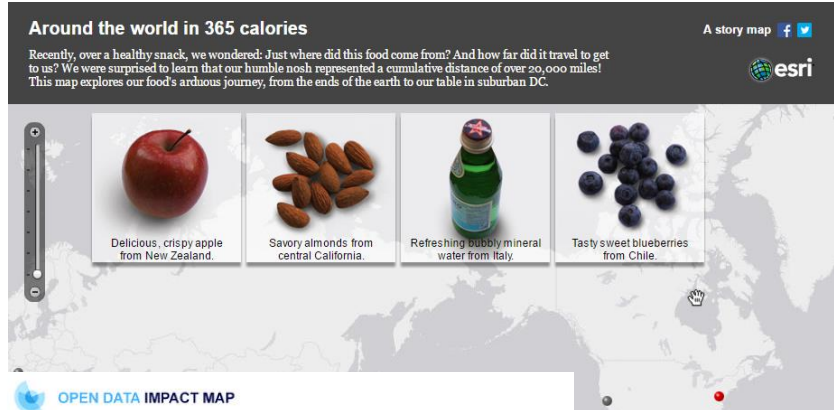 Around the world in 365 calories
A story map
Recently, over a healthy snack, we wondered: Just where did this food come from? And how far did it travel to get
to us? We were surprised to learn that our humble nosh represented a cumulative distance of over 20,000 miles!
This map explores our food's arduous journey, from the ends of the earth to our table in suburban DC.
esri
Delicious, crispy apple
from New Zealand.
Savory almonds from
central California.
Refreshing bubbly mineral
water from Italy.
Tasty sweet blueberries
from Chile.
OPEN DATA IMPACT MAP